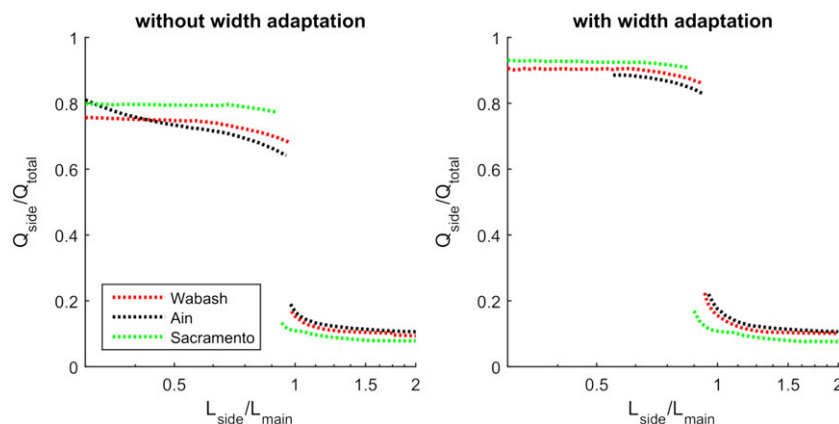 without width adaptation
1
0.8
0.6
0.4
0.2
0
Q_side/Q_total
Wabash
Ain
Sacramento
0.5
1
1.5
2
L_side/L_main
with width adaptation
1
0.8
0.6
0.4
0.2
0
Q_side/Q_total
0.5
1
1.5
2
L_side/L_main